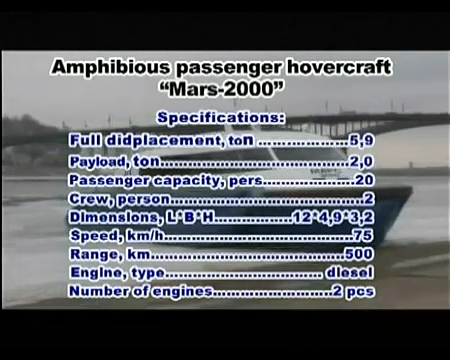 Amphibious passenger hovercraft
“Mars-2000”
Specifications:
Full didplacement, ton ...................5,9
Payload, ton.................................2,0
Passenger capacity, pers...................20
Crew, person.......................................2
Dimensions, L*B*H...............12*4,9*3,2
Speed, km/h.......................................75
Range, km........................................500
Engine, type................................ diesel
Number of engines.........................2 pcs